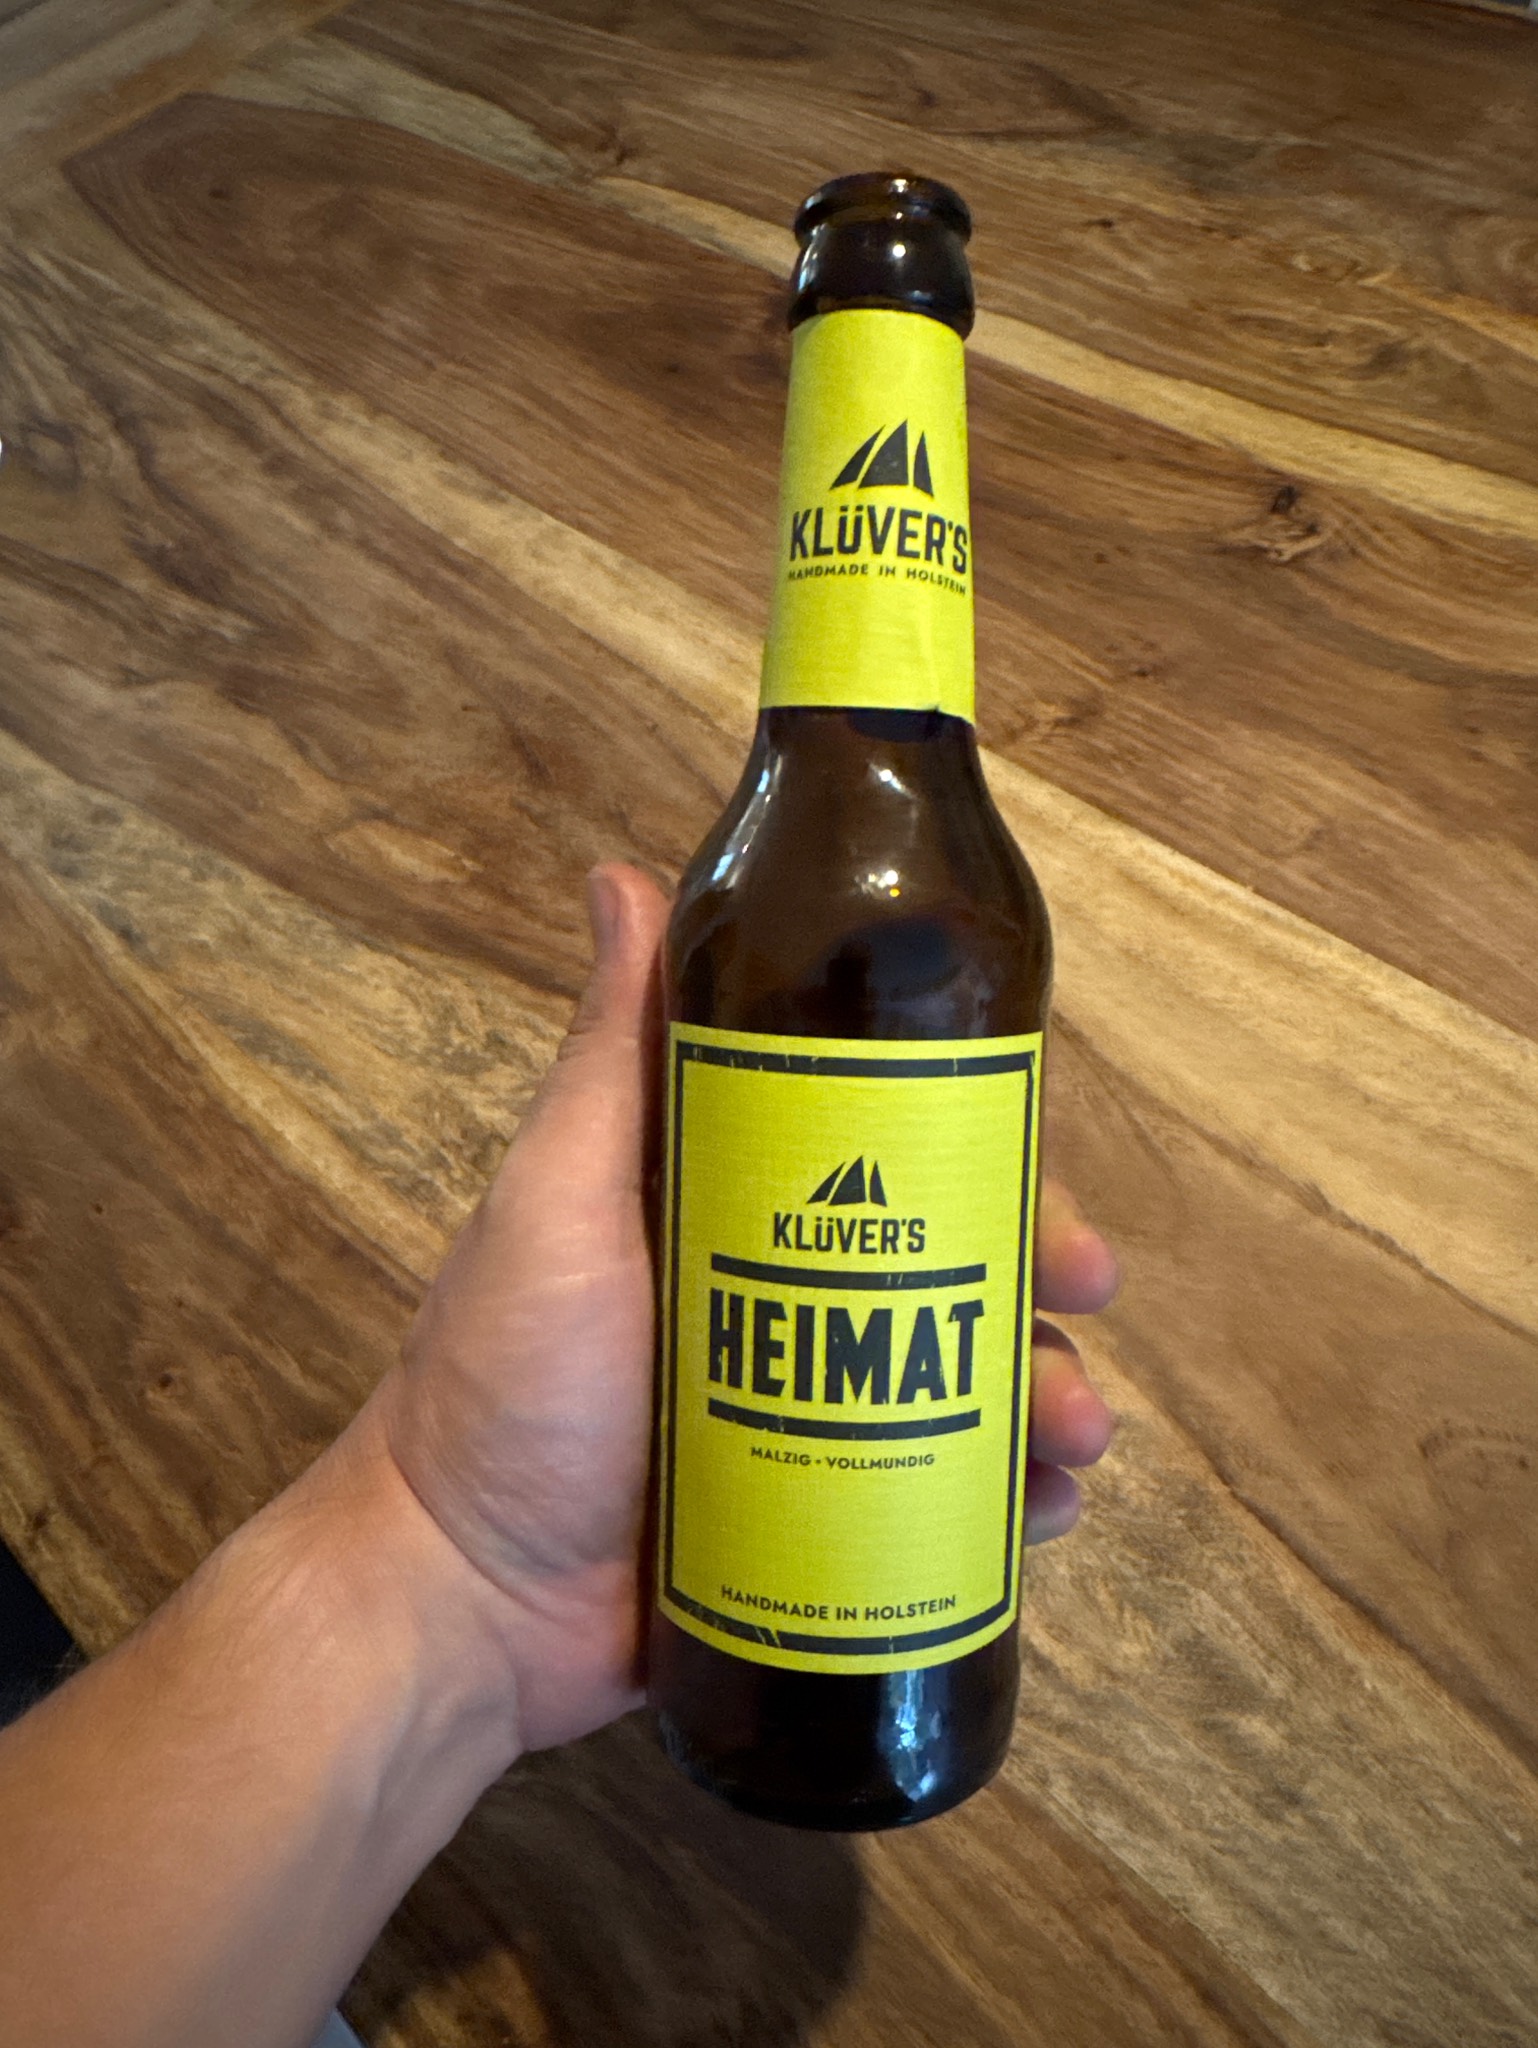 KLÜVER'S
HANDMADE IN HOLSTEIN
KLÜVER'S
HEIMAT
MALZIG • VOLLMUNDIG
HANDMADE IN HOLSTEIN